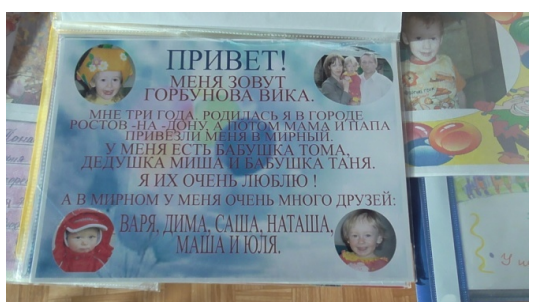 ПРИВЕТ!
МЕНЯ ЗОВУТ
ГОРБУНОВА ВИКА.
МНЕ ТРИ ГОДА. РОДИЛАСЬ Я В ГОРОДЕ
РОСТОВ -НА -ДОНУ, А ПОТОМ МАМА И ПАПА
ПРИВЕЗЛИ МЕНЯ В МИРНЫЙ.
У МЕНЯ ЕСТЬ БАБУШКА ТОМА,
ДЕДУШКА МИША И БАБУШКА ТАНЯ.
Я ИХ ОЧЕНЬ ЛЮБЛЮ !
А В МИРНОМ У МЕНЯ ОЧЕНЬ МНОГО ДРУЗЕЙ:
ВАРЯ, ДИМА, САША, НАТАША,
МАША И ЮЛЯ.